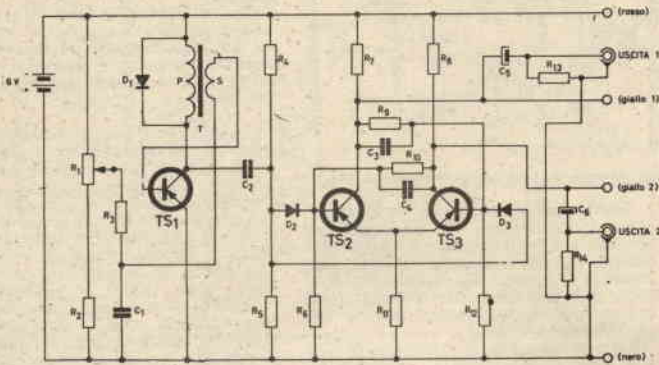 (rosso)
6 V
D1
P
S
T
R4
R7
R8
C5
R13
USCITA 1
(giallo 1)
R9
C3
R10
C4
R1
R3
TS1
C2
D2
TS2
TS3
D3
(giallo 2)
C6
USCITA 2
R14
R2
C1
R5
R6
R11
R12
(nero)